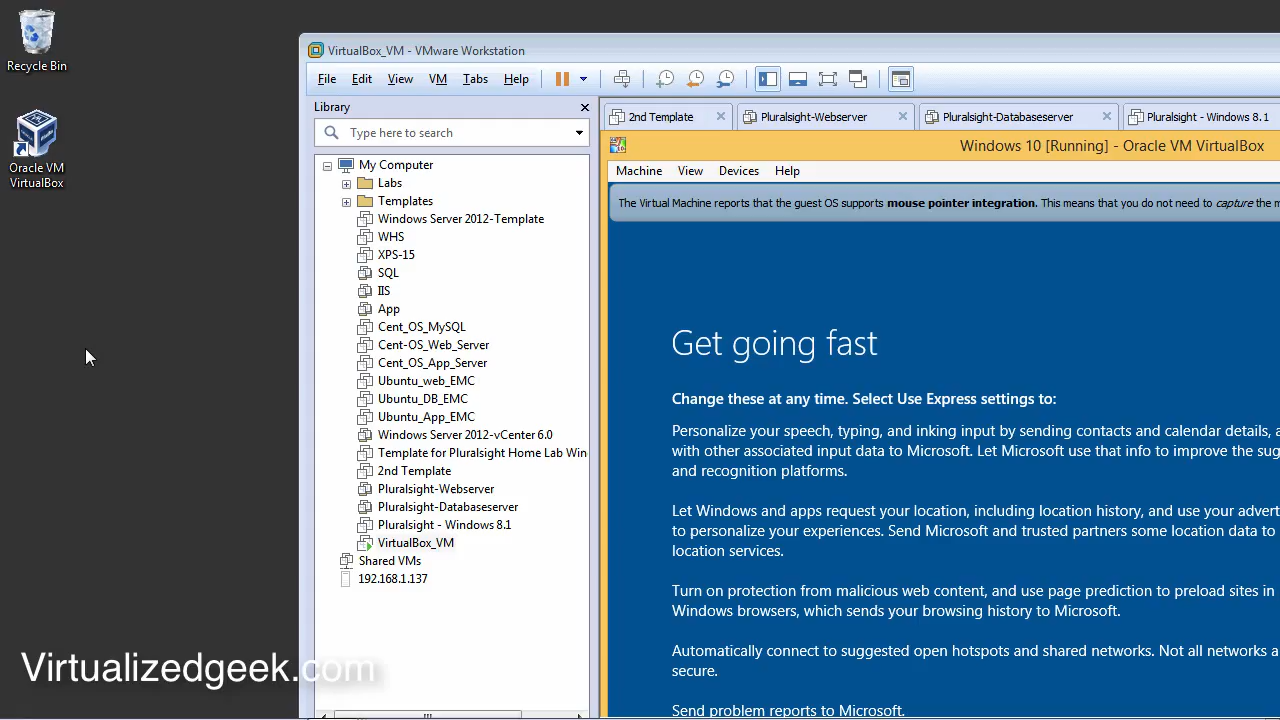 Recycle Bin
Oracle VM
VirtualBox
VirtualBox_VM - VMware Workstation
File Edit View VM Tabs Help
Library
Type here to search
My Computer
Labs
Templates
Windows Server 2012-Template
WHS
XPS-15
SQL
IIS
App
Cent_OS_MySQL
Cent-OS_Web_Server
Cent_OS_App_Server
Ubuntu_web_EMC
Ubuntu_DB_EMC
Ubuntu_App_EMC
Windows Server 2012-vCenter 6.0
Template for Pluralsight Home Lab Win
2nd Template
Pluralsight-Webserver
Pluralsight-Databaseserver
Pluralsight - Windows 8.1
VirtualBox_VM
Shared VMs
192.168.1.137
2nd Template Pluralsight-Webserver Pluralsight-Databaseserver Pluralsight - Windows 8.1
Windows 10 [Running] - Oracle VM VirtualBox
Machine View Devices Help
The Virtual Machine reports that the guest OS supports mouse pointer integration. This means that you do not need to capture the
Get going fast
Change these at any time. Select Use Express settings to:
Personalize your speech, typing, and inking input by sending contacts and calendar details,
with other associated input data to Microsoft. Let Microsoft use that info to improve the
and recognition platforms.
Let Windows and apps request your location, including location history, and use your
to personalize your experiences. Send Microsoft and trusted partners some location data to
location services.
Turn on protection from malicious web content, and use page prediction to preload sites in
Windows browsers, which sends your browsing history to Microsoft.
Automatically connect to suggested open hotspots and shared networks. Not all networks
secure.
Send problem reports to Microsoft.
Virtualizedgeek.com